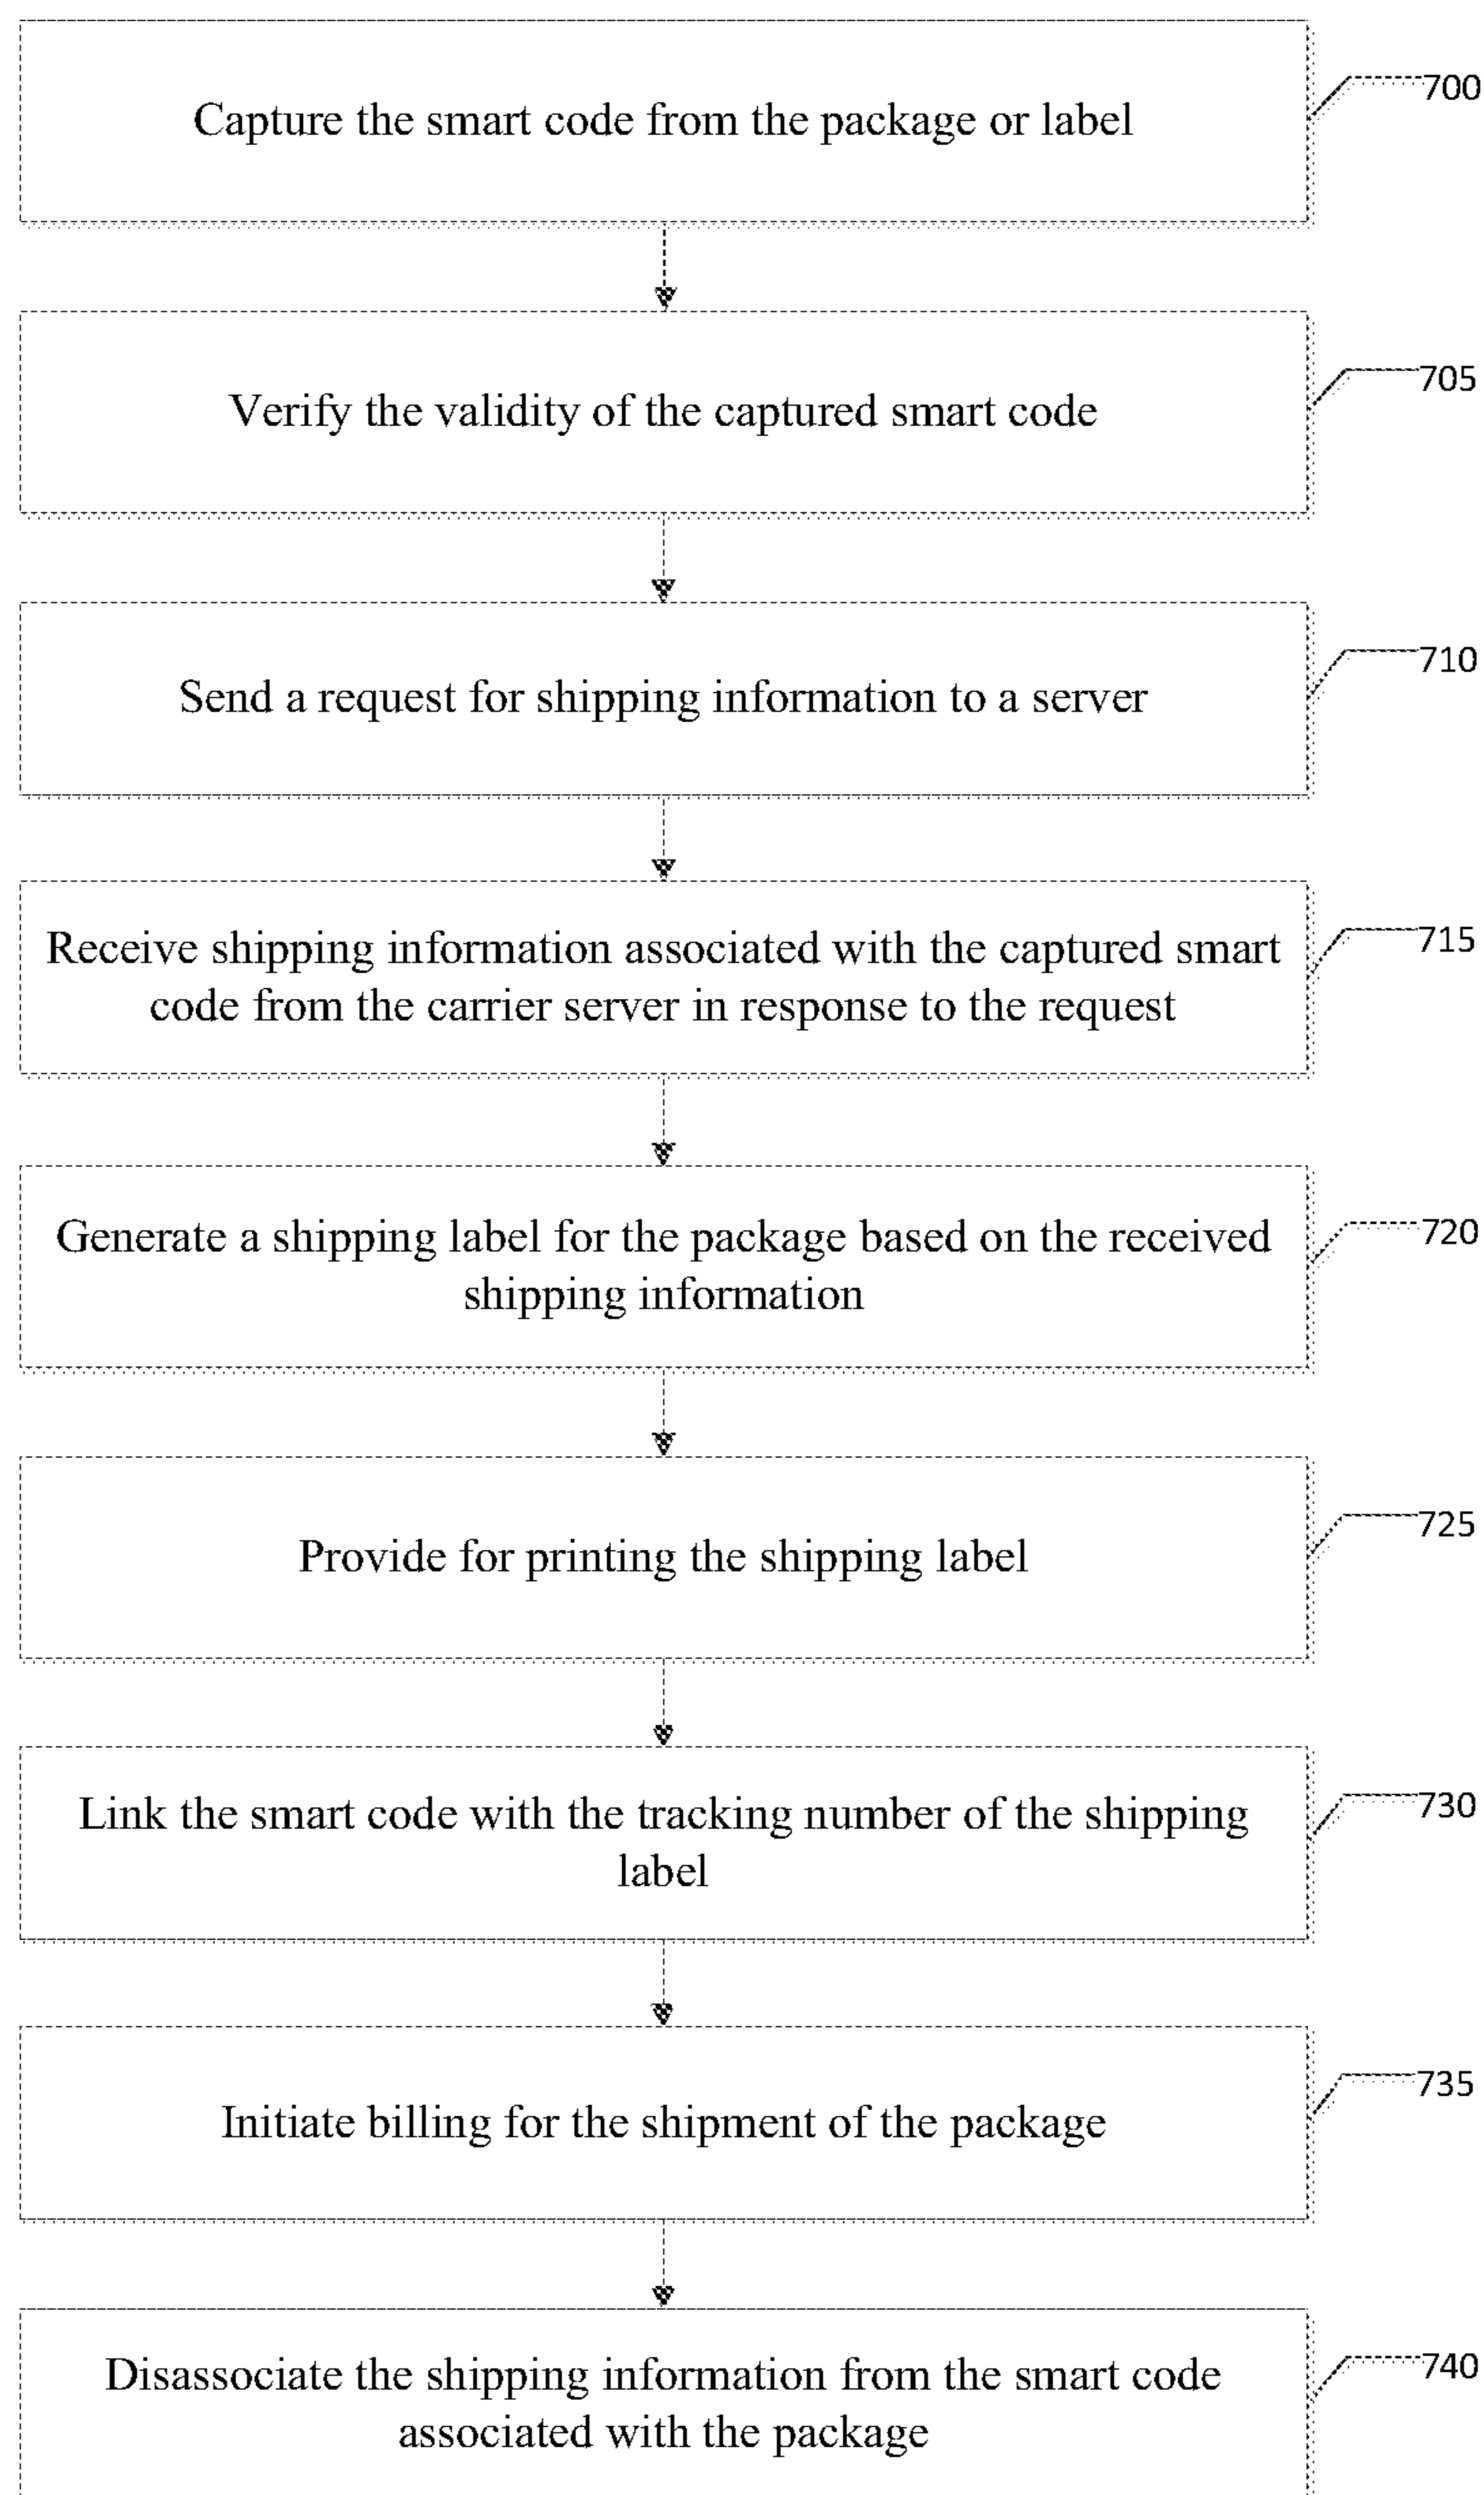 Capture the smart code from the package or label
700
Verify the validity of the captured smart code
705
Send a request for shipping information to a server
710
Receive shipping information associated with the captured smart
code from the carrier server in response to the request
715
Generate a shipping label for the package based on the received
shipping information
720
Provide for printing the shipping label
725
Link the smart code with the tracking number of the shipping
label
730
Initiate billing for the shipment of the package
735
Disassociate the shipping information from the smart code
associated with the package
740